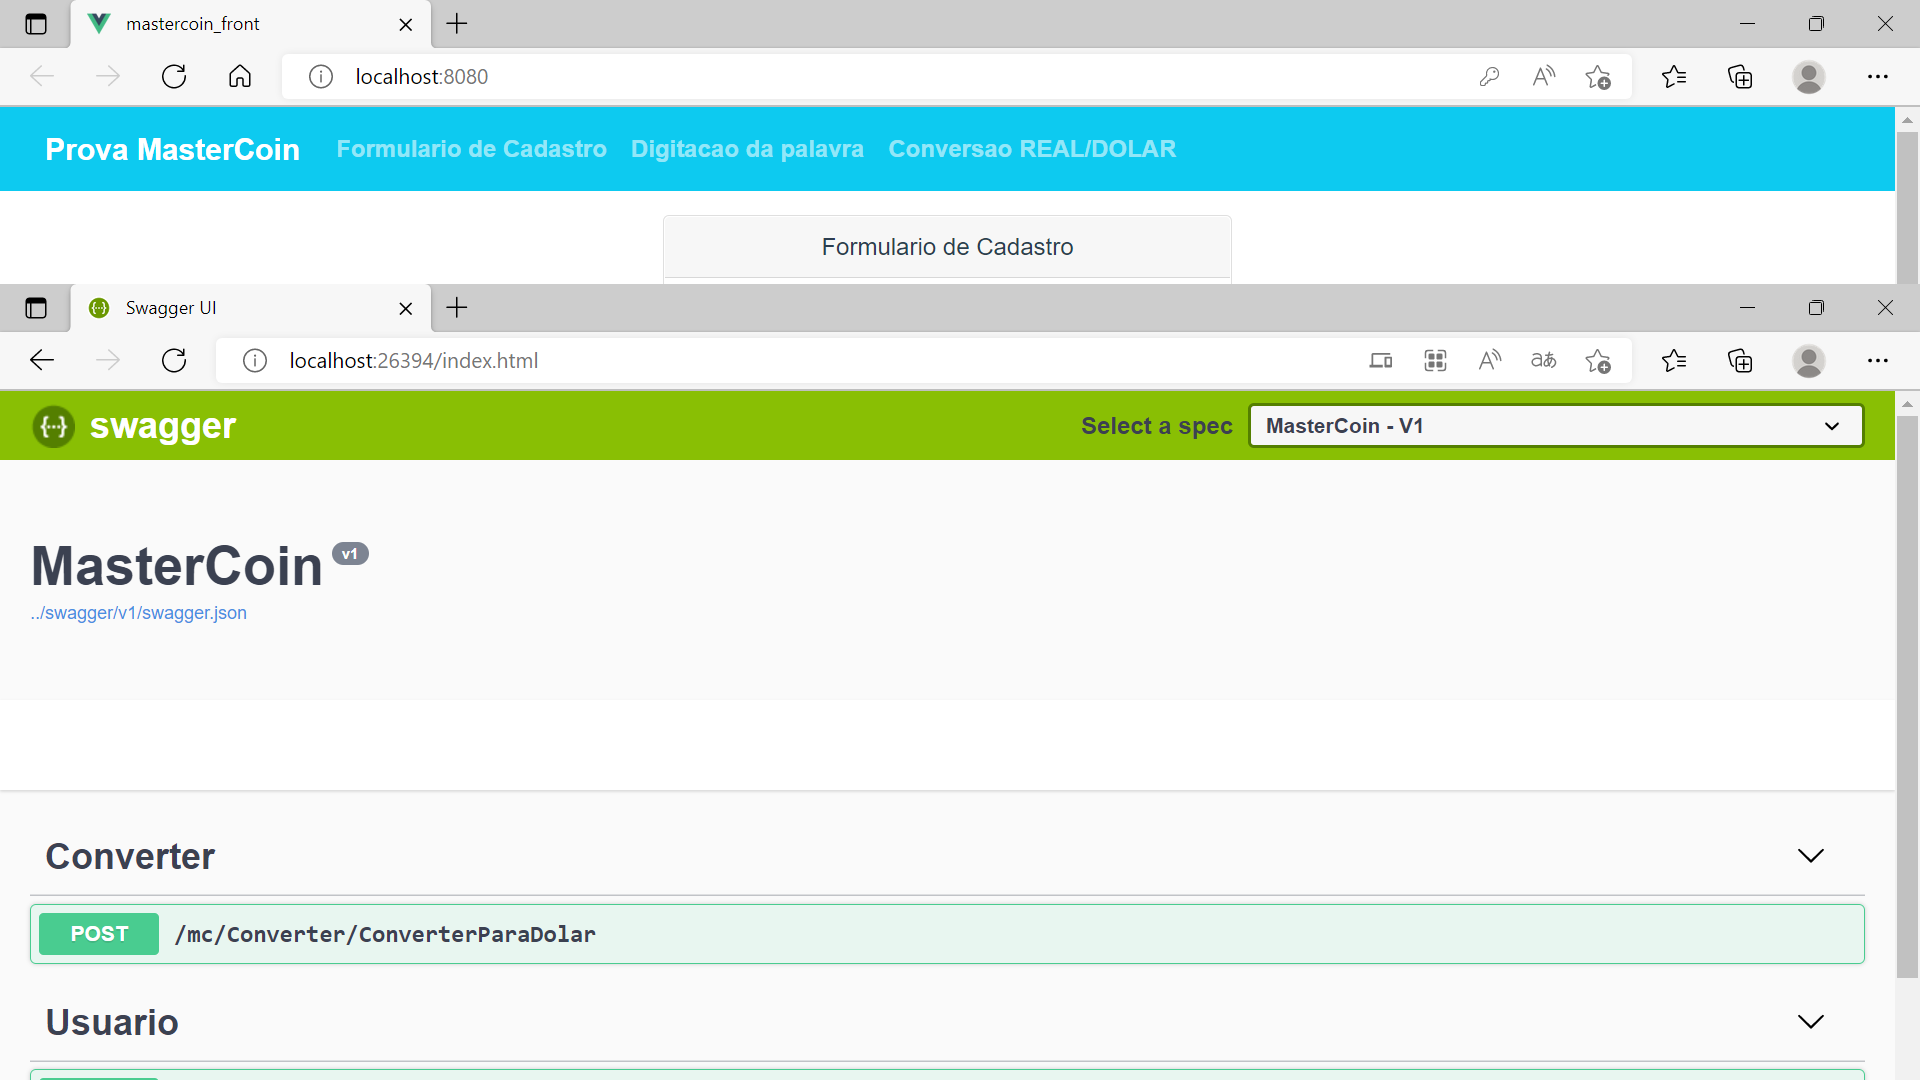 mastercoin_front
localhost:8080
Prova MasterCoin Formulario de Cadastro Digitacao da palavra Conversao REAL/DOLAR
Formulario de Cadastro
Swagger UI
localhost:26394/index.html
swagger Select a spec MasterCoin - V1
MasterCoin v1
../swagger/v1/swagger.json
Converter
POST /mc/Converter/ConverterParaDolar
Usuario